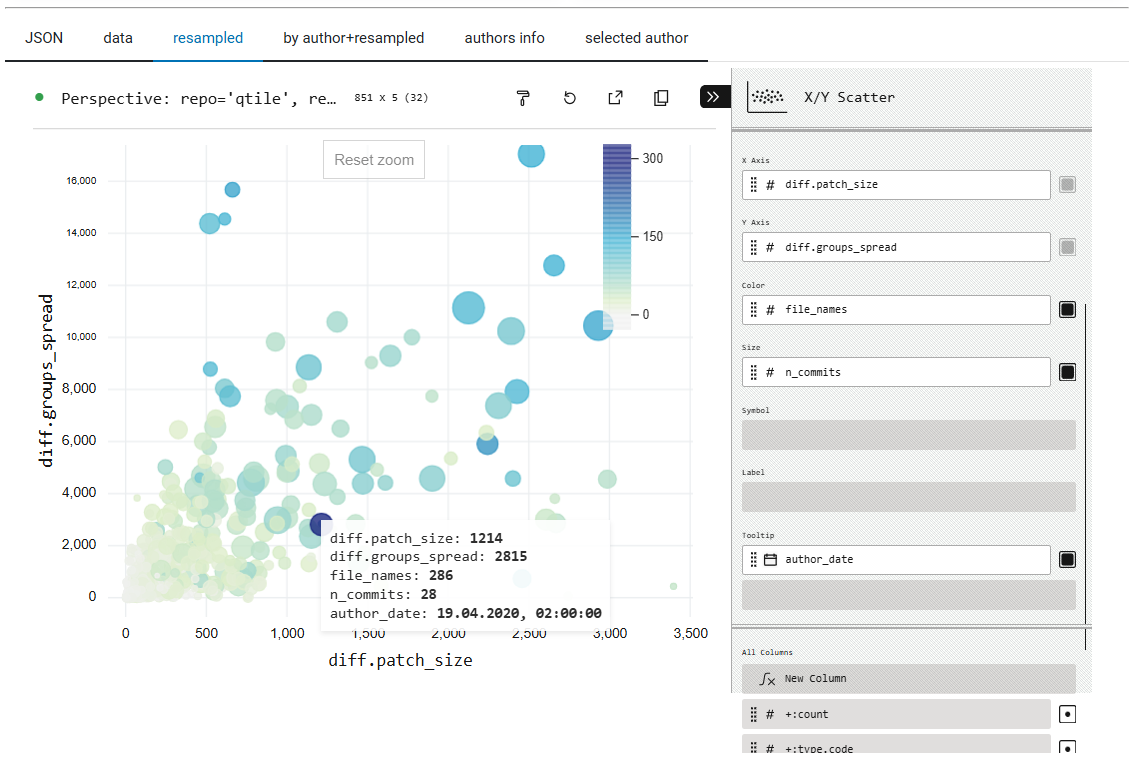 JSON data resampled by author+resampled authors info selected author
Perspective: repo='qtile', re… 851 x 5 (32)
X/Y Scatter
Reset zoom
300
150
0
16,000
14,000
12,000
10,000
8,000
6,000
4,000
2,000
0
diff.groups_spread
diff.patch_size: 1214
diff.groups_spread: 2815
file_names: 286
n_commits: 28
author_date: 19.04.2020, 02:00:00
0 500 1,000 1,500 2,000 2,500 3,000 3,500
diff.patch_size
X Axis
# diff.patch_size
Y Axis
# diff.groups_spread
Color
# file_names
Size
# n_commits
Symbol
Label
Tooltip
author_date
All Columns
New Column
# +:count
# +:type.code